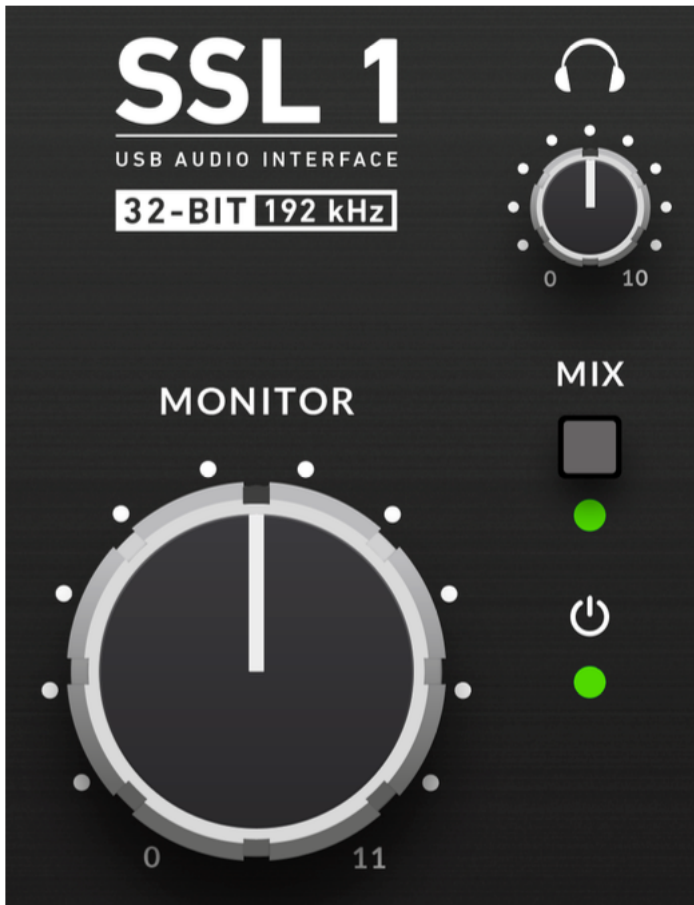 SSL 1
USB AUDIO INTERFACE
32-BIT 192 kHz
0 10
MIX
MONITOR
0 11